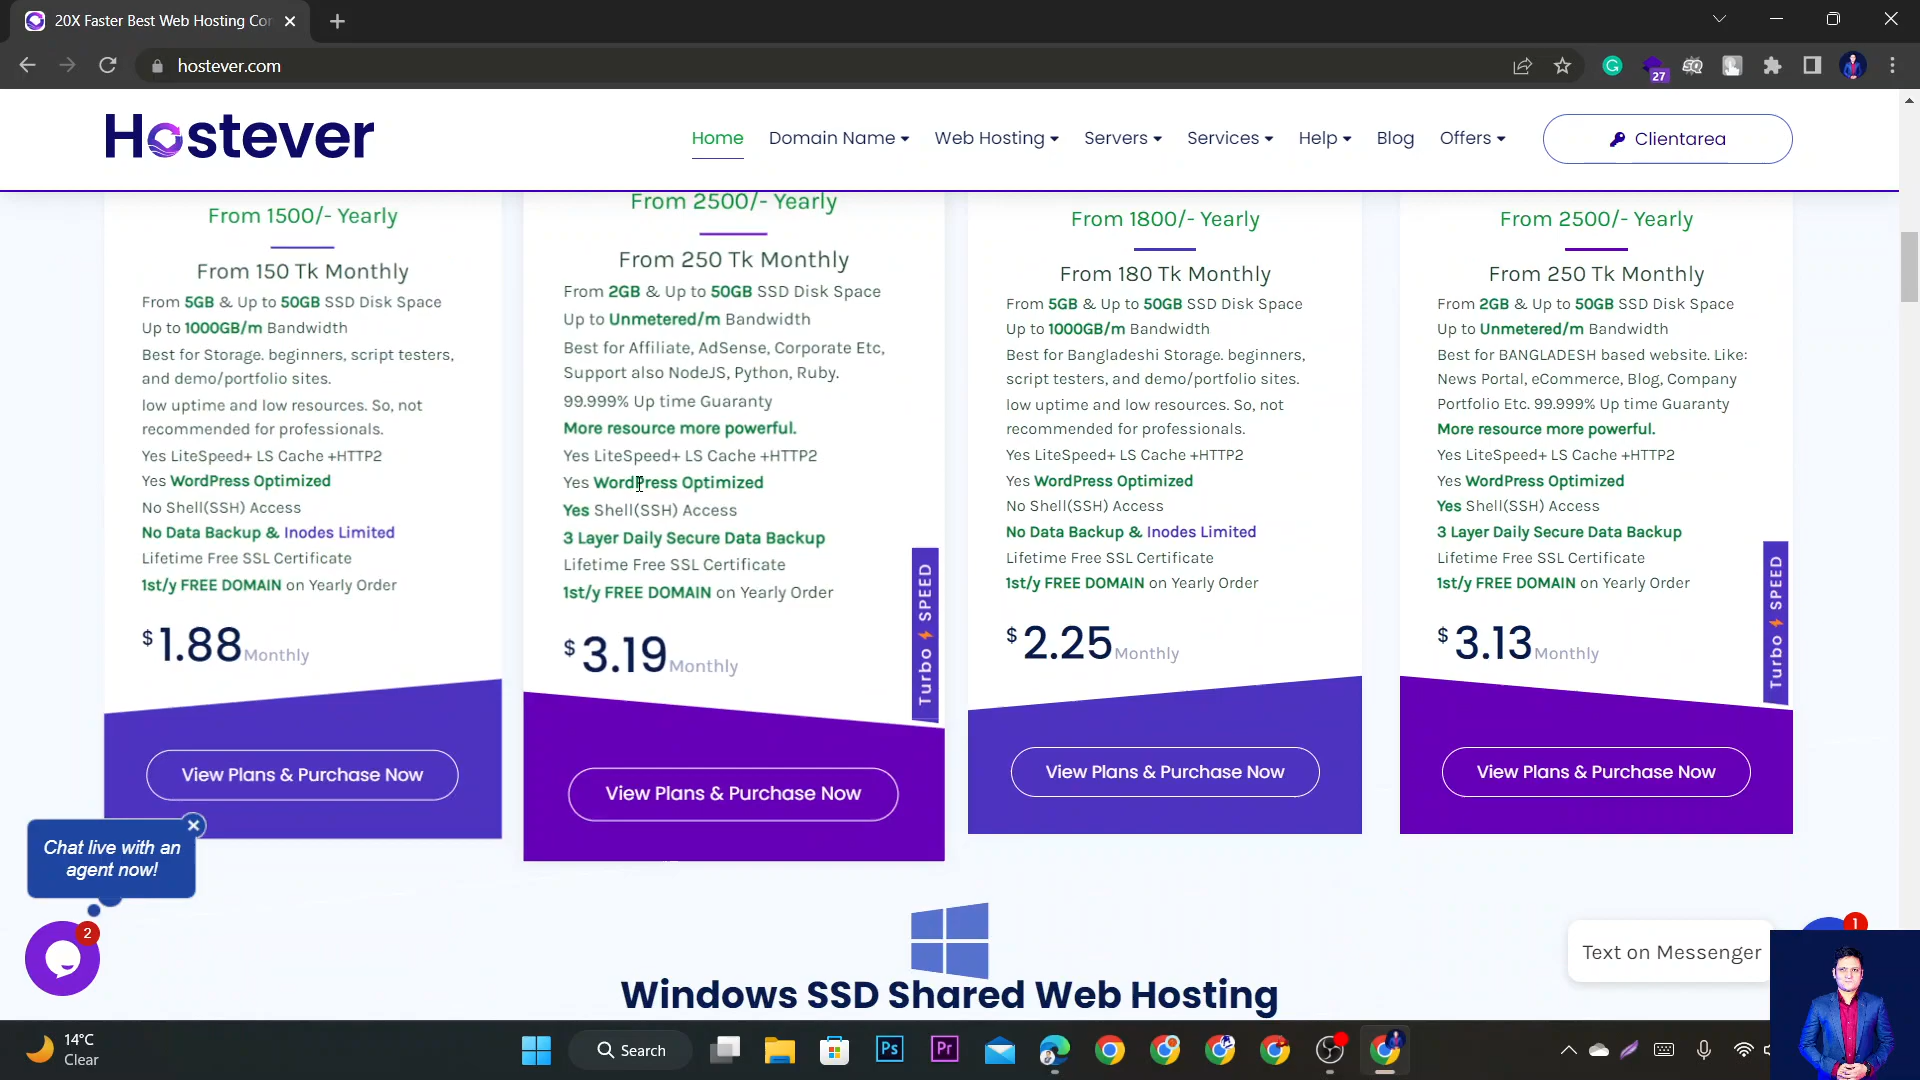 20X Faster Best Web Hosting Cor
hostever.com
27
Hostever
Home
Domain Name
Web Hosting
Servers
Services
Help
Blog
Offers
Clientarea
From 1500/- Yearly
From 150 Tk Monthly
From 5GB & Up to 50GB SSD Disk Space
Up to 1000GB/m Bandwidth
Best for Storage. beginners, script testers,
and demo/portfolio sites.
low uptime and low resources. So, not
recommended for professionals.
Yes LiteSpeed+ LS Cache +HTTP2
Yes WordPress Optimized
No Shell(SSH) Access
No Data Backup & Inodes Limited
Lifetime Free SSL Certificate
1st/y FREE DOMAIN on Yearly Order
$ 1.88 Monthly
View Plans & Purchase Now
From 2500/- Yearly
From 250 Tk Monthly
From 2GB & Up to 50GB SSD Disk Space
Up to Unmetered/m Bandwidth
Best for Affiliate, AdSense, Corporate Etc,
Support also NodeJS, Python, Ruby.
99.999% Up time Guaranty
More resource more powerful.
Yes LiteSpeed+ LS Cache +HTTP2
Yes WordPress Optimized
Yes Shell(SSH) Access
3 Layer Daily Secure Data Backup
Lifetime Free SSL Certificate
1st/y FREE DOMAIN on Yearly Order
$ 3.19 Monthly
Turbo SPEED
View Plans & Purchase Now
From 1800/- Yearly
From 180 Tk Monthly
From 5GB & Up to 50GB SSD Disk Space
Up to 1000GB/m Bandwidth
Best for Bangladeshi Storage. beginners,
script testers, and demo/portfolio sites.
low uptime and low resources. So, not
recommended for professionals.
Yes LiteSpeed+ LS Cache +HTTP2
Yes WordPress Optimized
No Shell(SSH) Access
No Data Backup & Inodes Limited
Lifetime Free SSL Certificate
1st/y FREE DOMAIN on Yearly Order
$ 2.25 Monthly
View Plans & Purchase Now
From 2500/- Yearly
From 250 Tk Monthly
From 2GB & Up to 50GB SSD Disk Space
Up to Unmetered/m Bandwidth
Best for BANGLADESH based website. Like:
News Portal, eCommerce, Blog, Company
Portfolio Etc. 99.999% Up time Guaranty
More resource more powerful.
Yes LiteSpeed+ LS Cache +HTTP2
Yes WordPress Optimized
Yes Shell(SSH) Access
3 Layer Daily Secure Data Backup
Lifetime Free SSL Certificate
1st/y FREE DOMAIN on Yearly Order
$ 3.13 Monthly
Turbo SPEED
View Plans & Purchase Now
Chat live with an
agent now!
2
Windows SSD Shared Web Hosting
Text on Messenger
1
14°C
Clear
Search
Ps
Pr